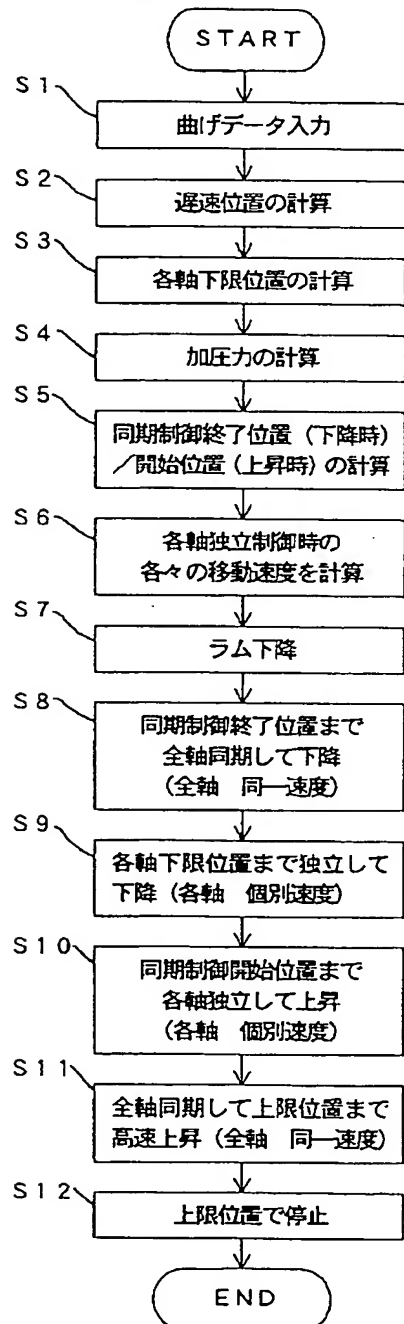 START
S1
曲げデータ入力
S2
遅速位置の計算
S3
各軸下限位置の計算
S4
加圧力の計算
S5
同期制御終了位置(下降時)
/開始位置(上昇時)の計算
S6
各軸独立制御時の
各々の移動速度を計算
S7
ラム下降
S8
同期制御終了位置まで
全軸同期して下降
(全軸 同一速度)
S9
各軸下限位置まで独立して
下降(各軸 個別速度)
S10
同期制御開始位置まで
各軸独立して上昇
(各軸 個別速度)
S11
全軸同期して上限位置まで
高速上昇(全軸 同一速度)
S12
上限位置で停止
END